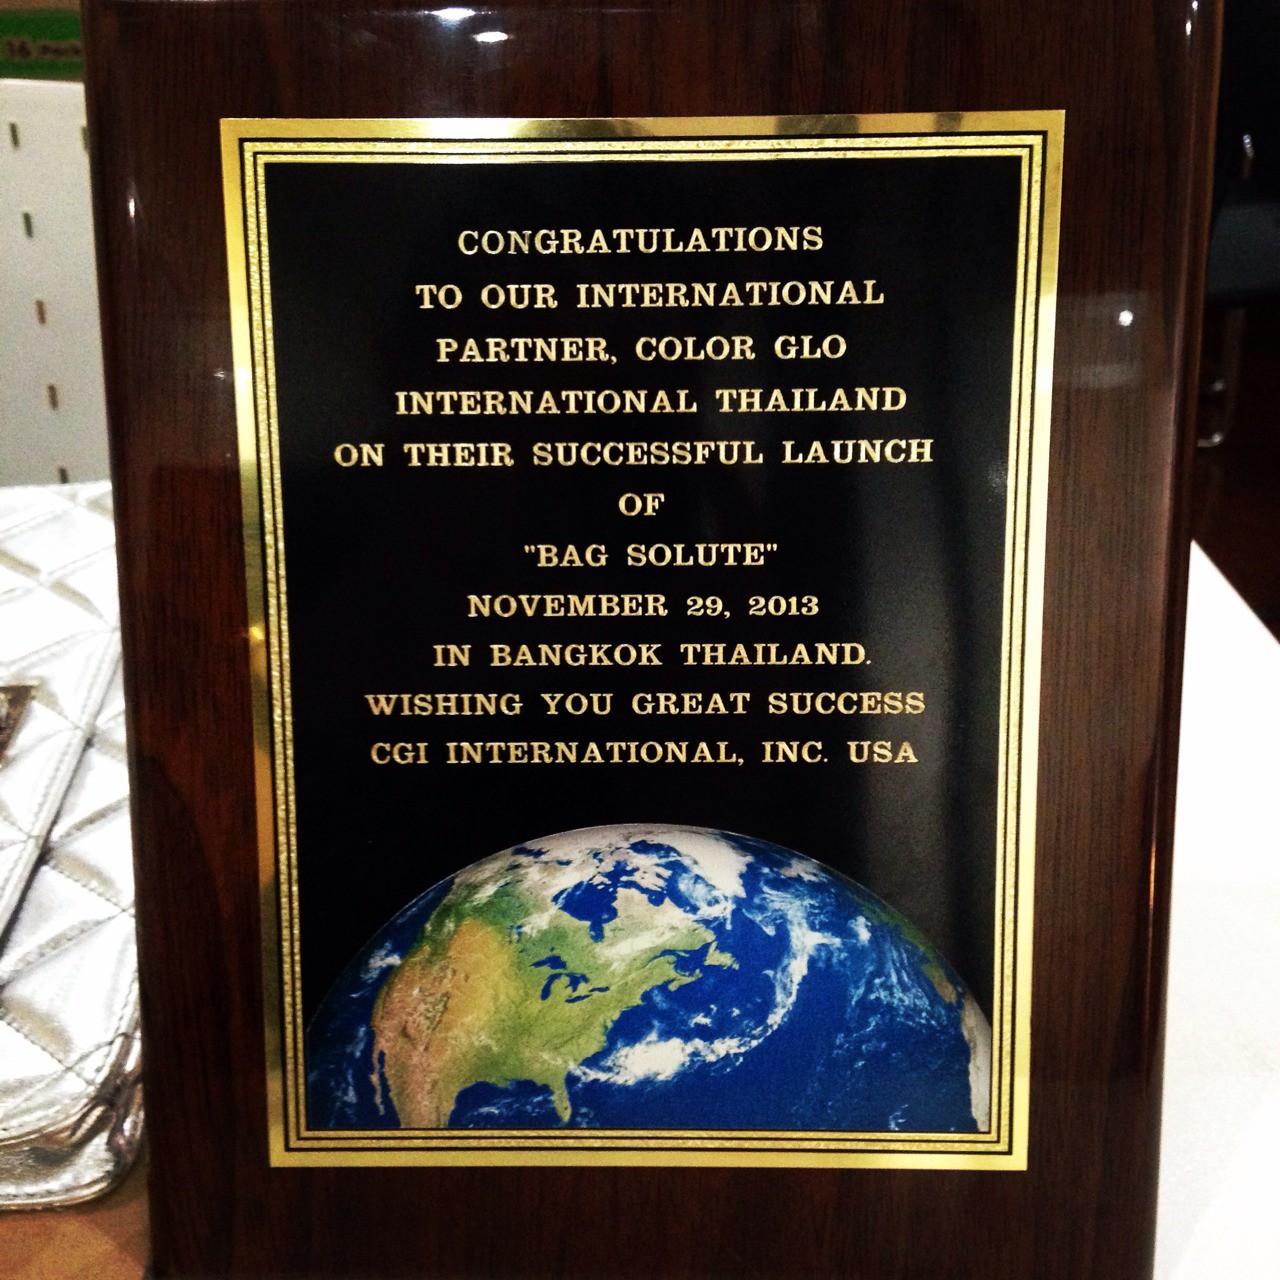 CONGRATULATIONS
TO OUR INTERNATIONAL
PARTNER, COLOR GLO
INTERNATIONAL THAILAND
ON THEIR SUCCESSFUL LAUNCH
OF
"BAG SOLUTE"
NOVEMBER 29, 2013
IN BANGKOK THAILAND.
WISHING YOU GREAT SUCCESS
CGI INTERNATIONAL, INC. USA